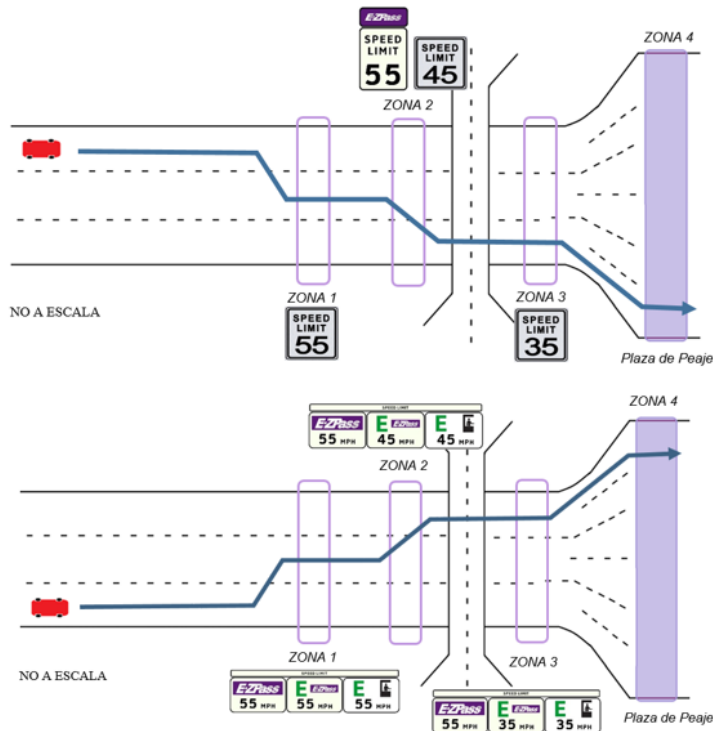 ZONA 4
E-ZPass
SPEED
LIMIT
55
SPEED
LIMIT
45
ZONA 2
ZONA 1
ZONA 3
NO A ESCALA
SPEED
LIMIT
55
SPEED
LIMIT
35
Plaza de Peaje
ZONA 4
SPEED LIMIT
E-ZPass E E-ZPass E
55 MPH 45 MPH 45 MPH
ZONA 2
ZONA 1
ZONA 3
NO A ESCALA
SPEED LIMIT
E-ZPass E E-ZPass E
55 MPH 55 MPH 55 MPH
SPEED LIMIT
E-ZPass E E-ZPass E
55 MPH 35 MPH 35 MPH
Plaza de Peaje